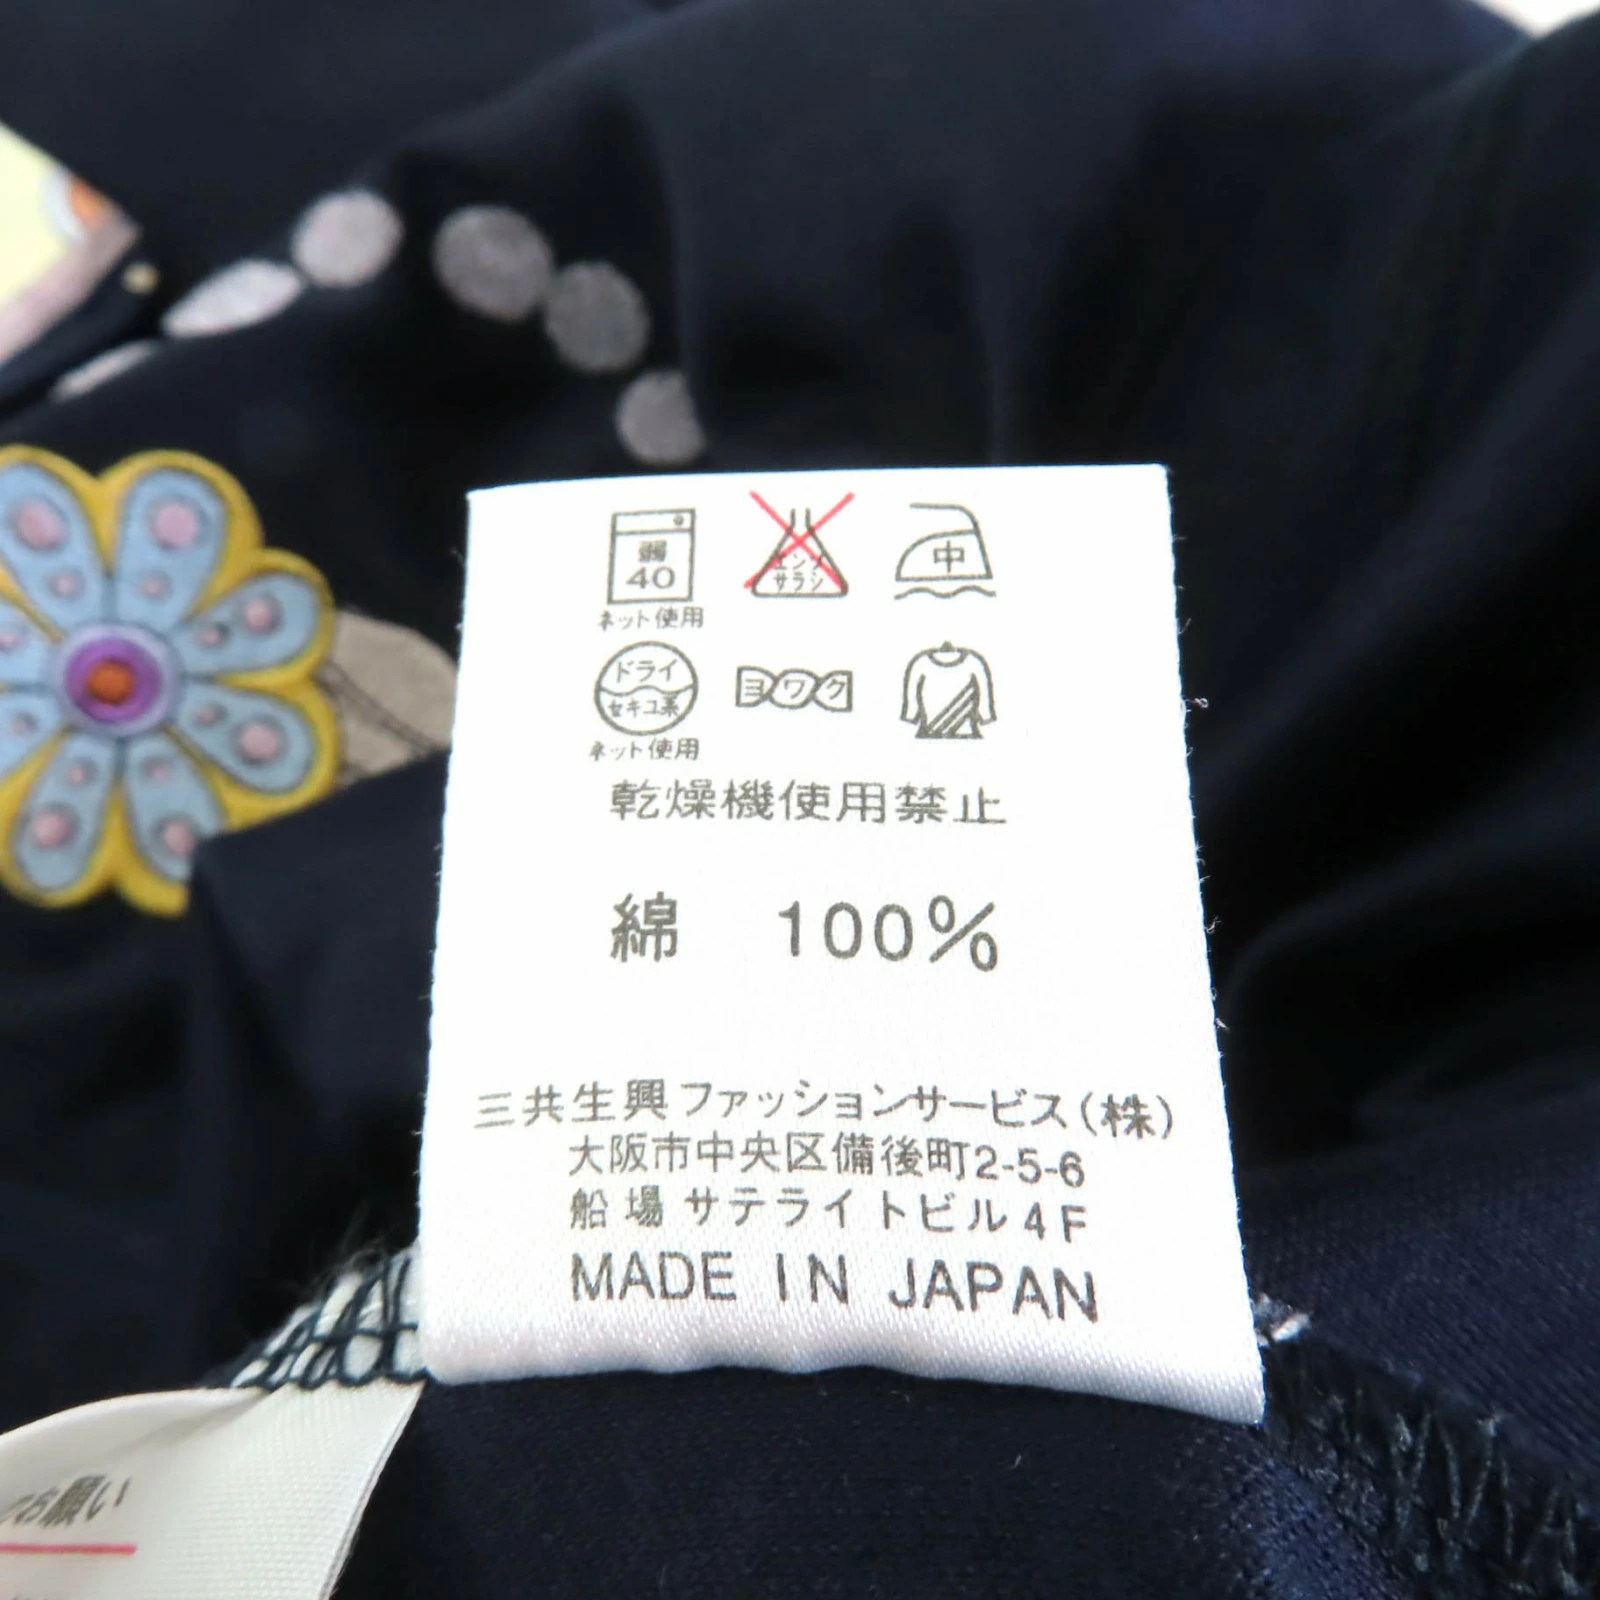 弱
40
ネット使用
エンソ
サラシ
中
ドライ
セキユ系
ネット使用
ヨワク
乾燥機使用禁止
綿 100%
三共生興ファッションサービス(株)
大阪市中央区備後町2-5-6
船場サテライトビル4F
MADE IN JAPAN
お願い